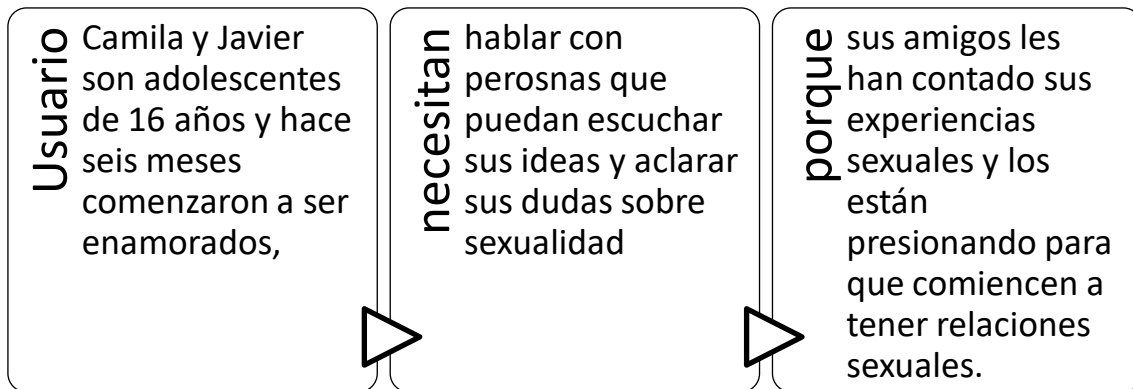 Usuario
Camila y Javier
son adolescentes
de 16 años y hace
seis meses
comenzaron a ser
enamorados,
necesitan
hablar con
perosnas que
puedan escuchar
sus ideas y aclarar
sus dudas sobre
sexualidad
porque
sus amigos les
han contado sus
experiencias
sexuales y los
están
presionando para
que comiencen a
tener relaciones
sexuales.